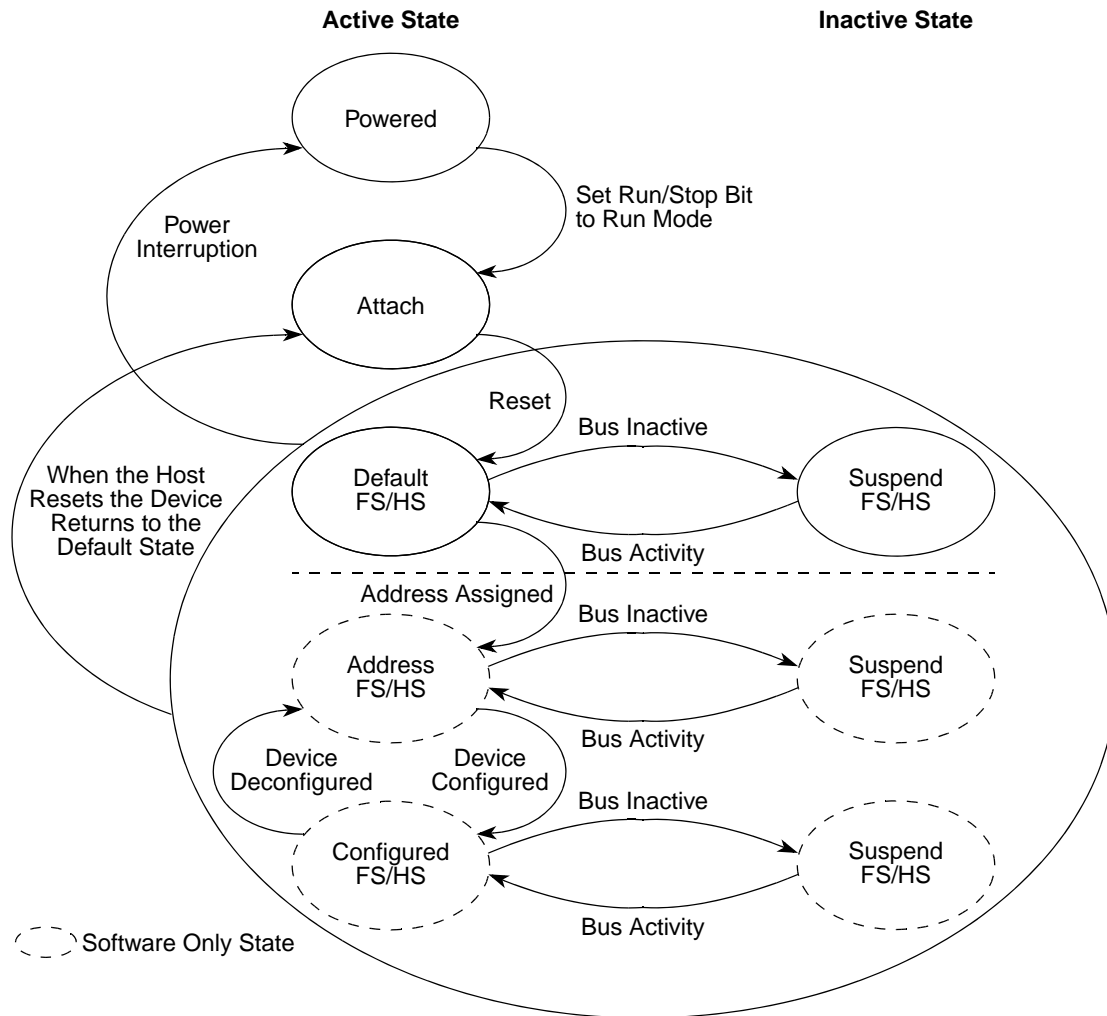 Active State
Inactive State
Powered
Set Run/Stop Bit
to Run Mode
Power
Interruption
Attach
Reset
Bus Inactive
When the Host
Resets the Device
Returns to the
Default State
Default
FS/HS
Suspend
FS/HS
Bus Activity
Address Assigned
Bus Inactive
Address
FS/HS
Suspend
FS/HS
Bus Activity
Device
Deconfigured
Device
Configured
Bus Inactive
Configured
FS/HS
Suspend
FS/HS
Bus Activity
Software Only State